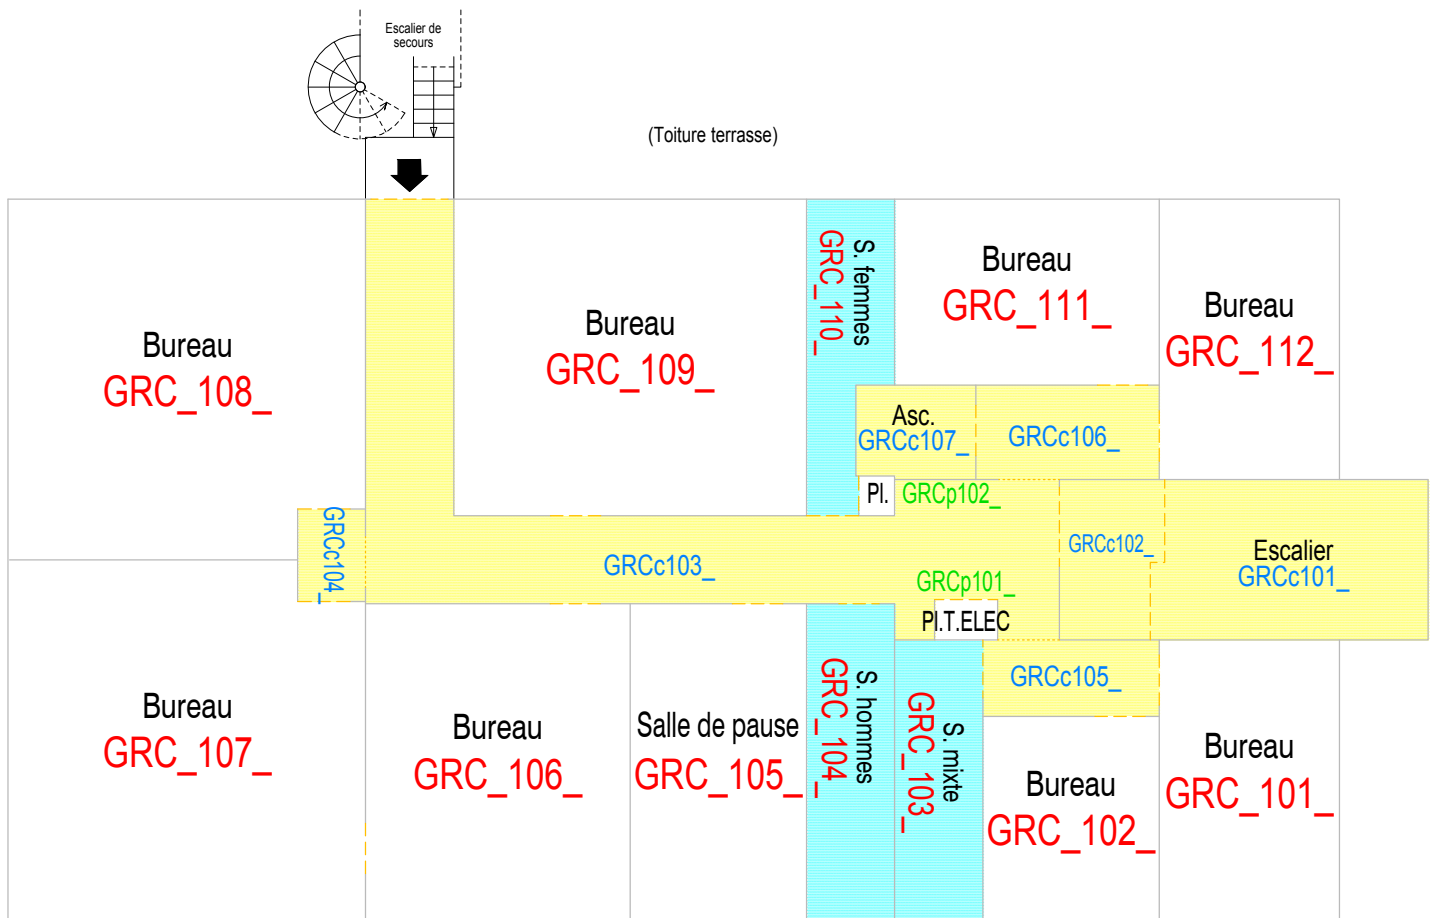 Escalier de
secours
(Toiture terrasse)
Bureau
GRC_108_
Bureau
GRC_109_
S. femmes
GRC_110_
Bureau
GRC_111_
Bureau
GRC_112_
Asc.
GRCc107_
GRCc106_
Pl.
GRCp102_
GRCc104_
GRCc103_
GRCc102_
Escalier
GRCc101_
GRCp101_
Pl.T.ELEC
GRCc105_
Bureau
GRC_107_
Bureau
GRC_106_
Salle de pause
GRC_105_
S. hommes
GRC_104_
S. mixte
GRC_103_
Bureau
GRC_102_
Bureau
GRC_101_